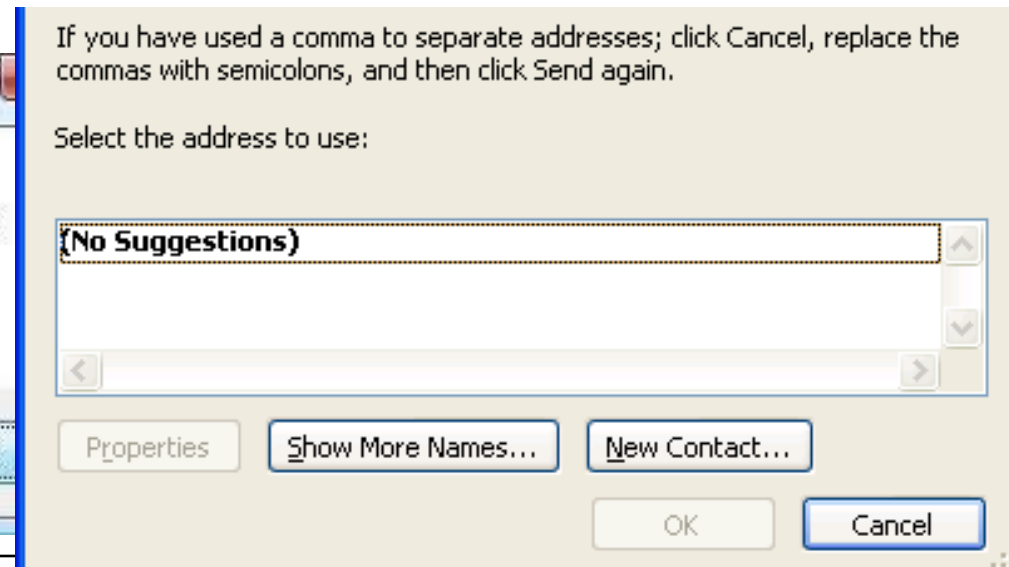 If you have used a comma to separate addresses; click Cancel, replace the
commas with semicolons, and then click Send again.
Select the address to use:
(No Suggestions)
Properties Show More Names... New Contact...
OK Cancel